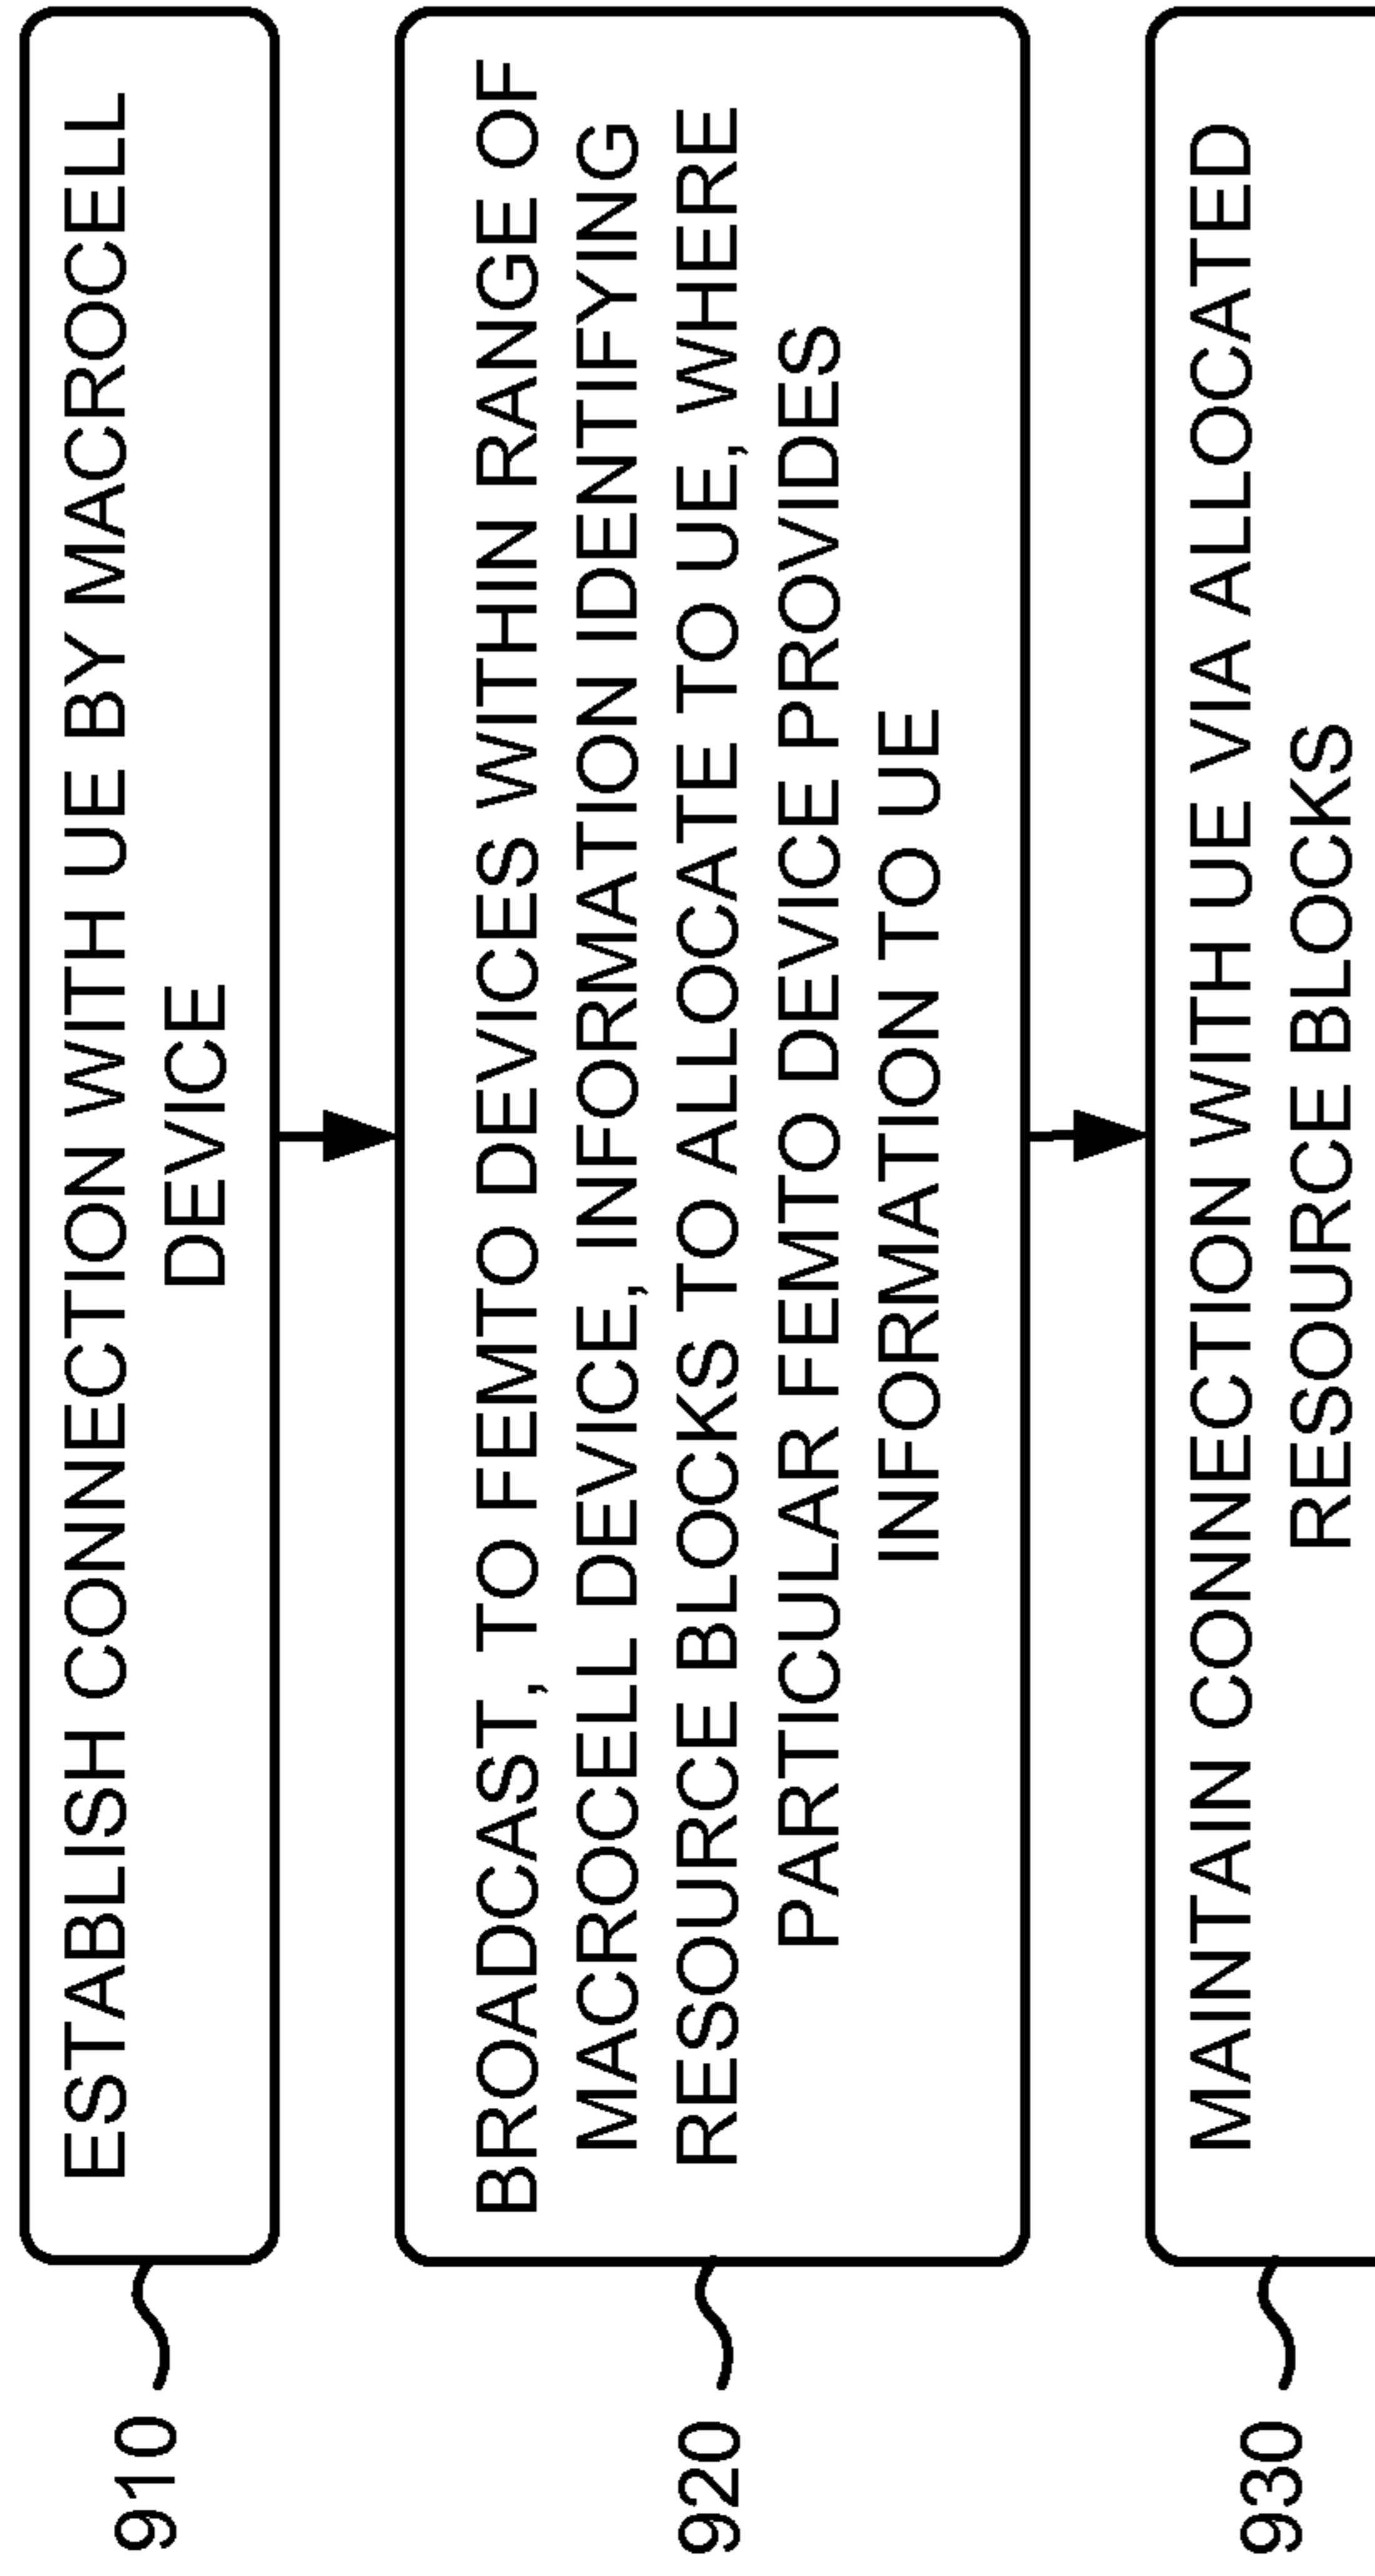 910
ESTABLISH CONNECTION WITH UE BY MACROCELL
DEVICE
920
BROADCAST, TO FEMTO DEVICES WITHIN RANGE OF
MACROCELL DEVICE, INFORMATION IDENTIFYING
RESOURCE BLOCKS TO ALLOCATE TO UE, WHERE
PARTICULAR FEMTO DEVICE PROVIDES
INFORMATION TO UE
930
MAINTAIN CONNECTION WITH UE VIA ALLOCATED
RESOURCE BLOCKS